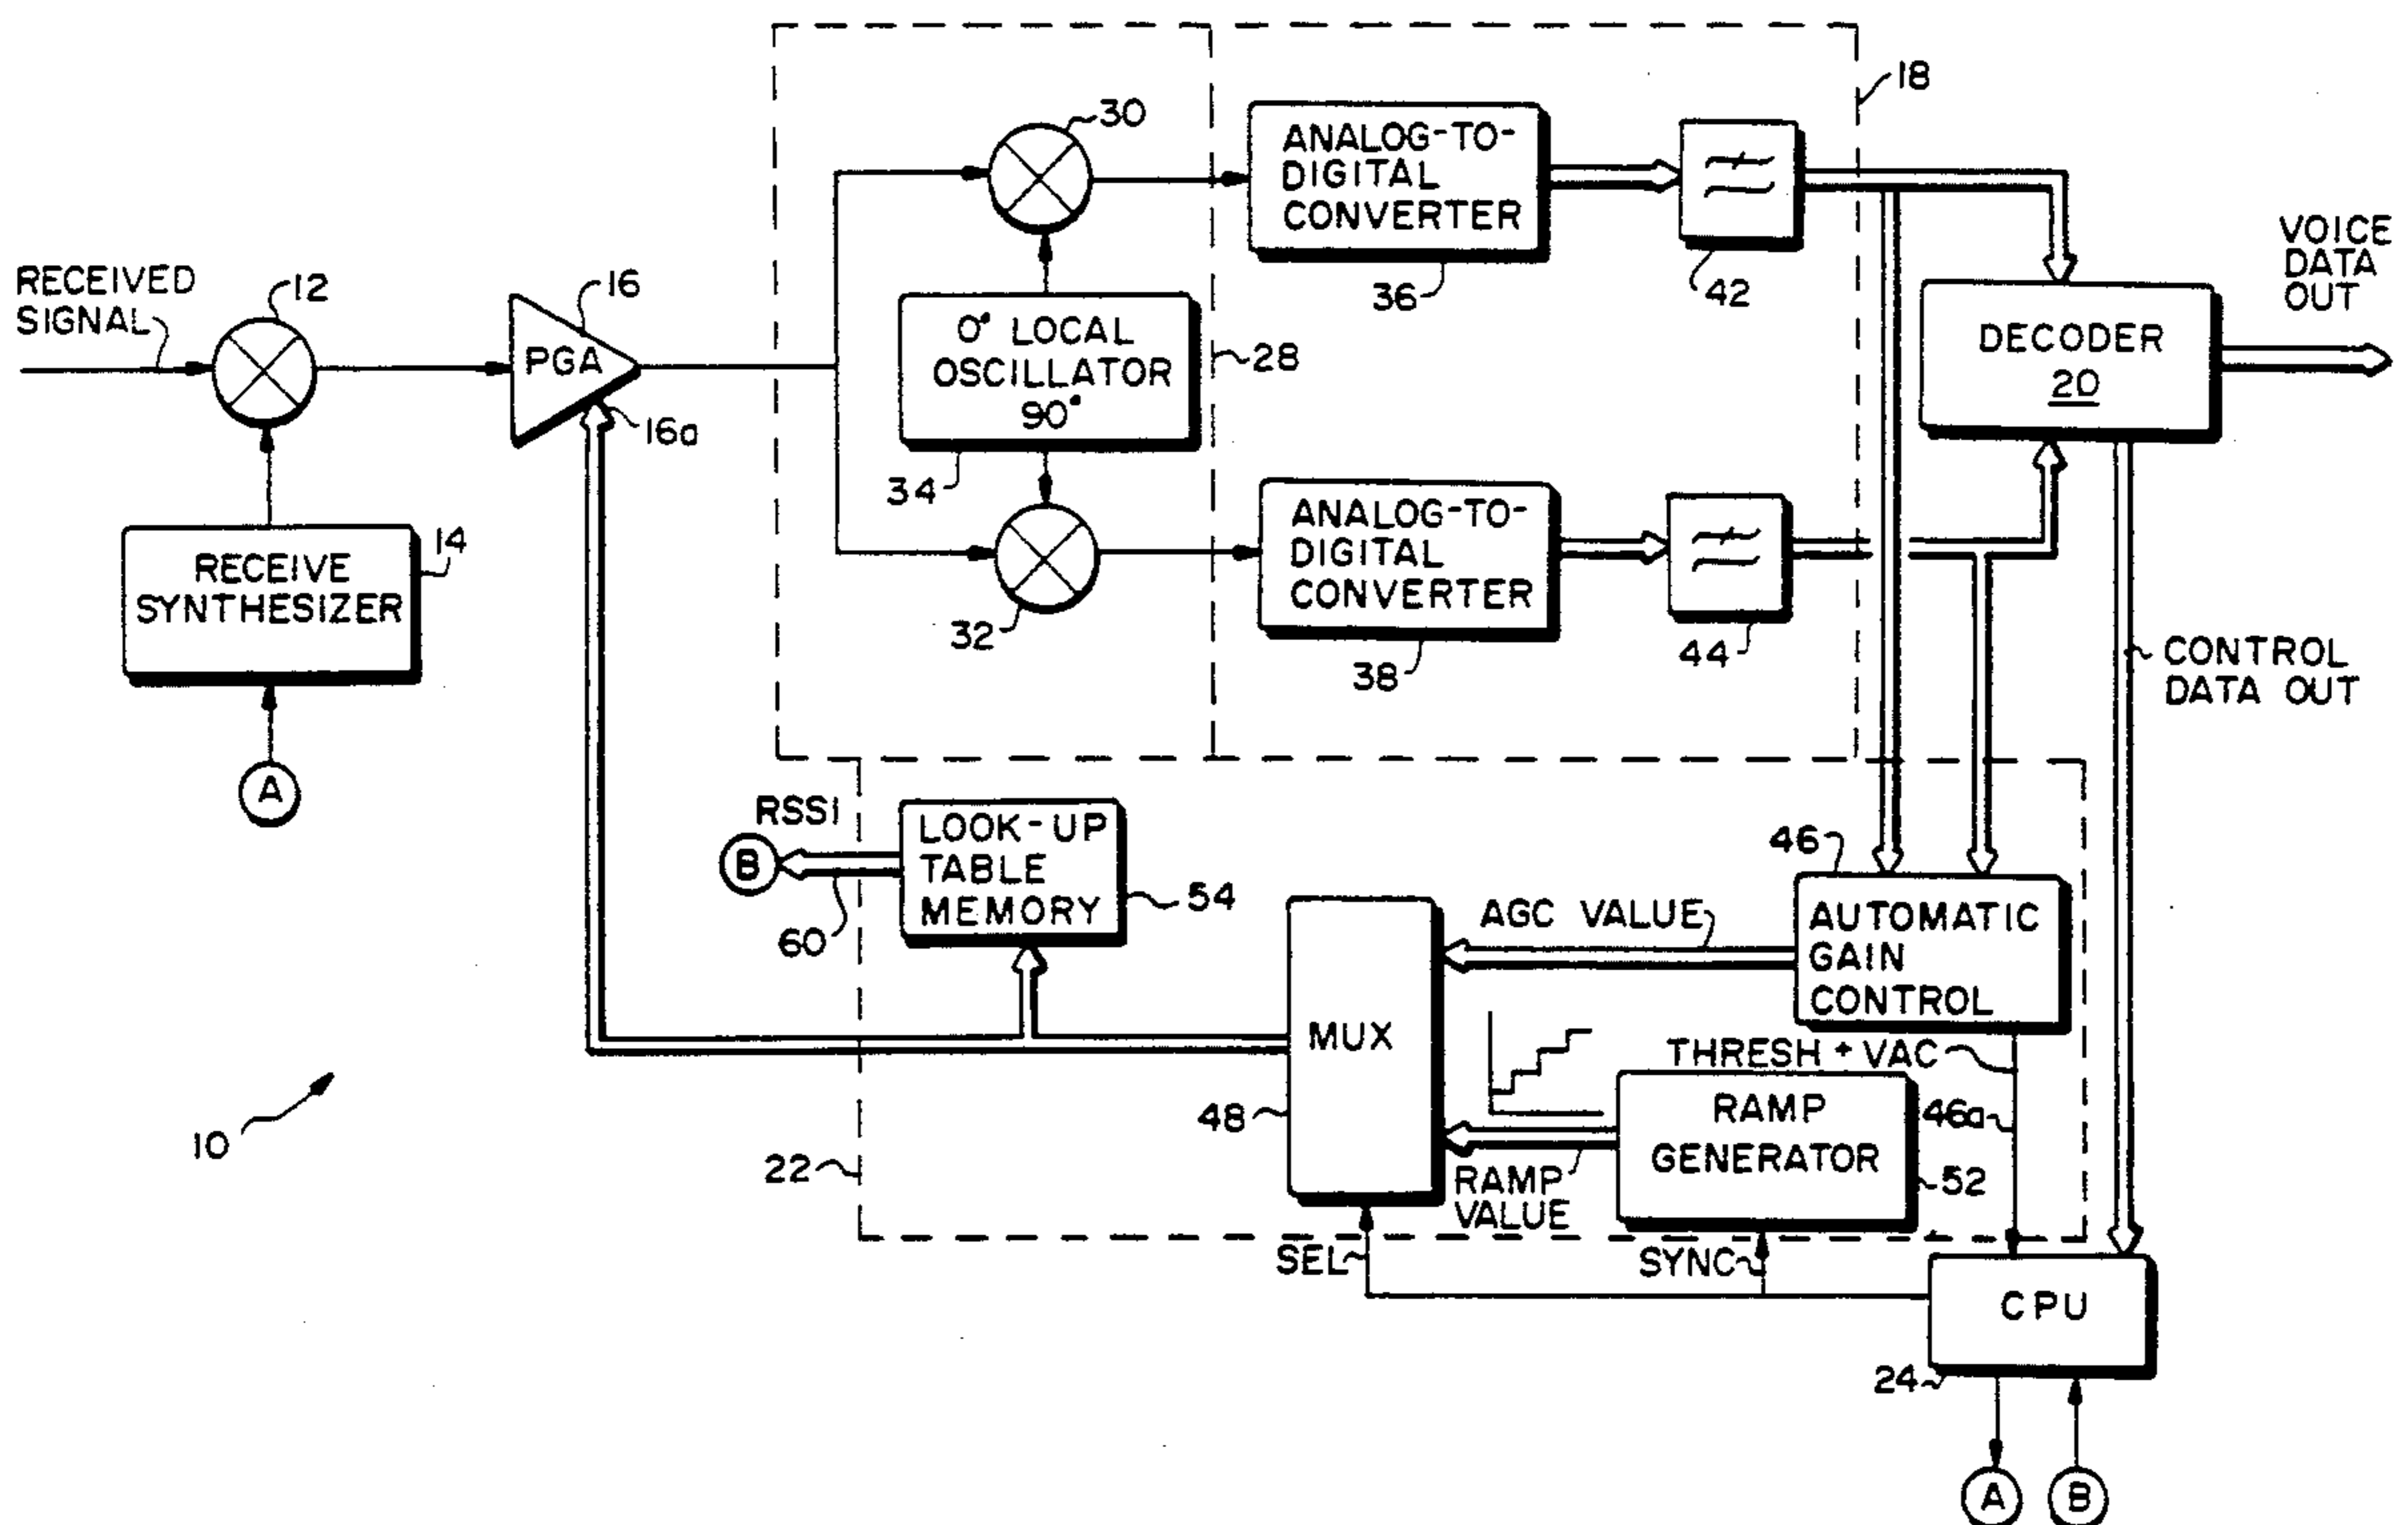 RECEIVED
SIGNAL
12
RECEIVE
SYNTHESIZER
14
A
PGA
16
16a
30
0° LOCAL
OSCILLATOR
90°
34
32
28
ANALOG-TO-
DIGITAL
CONVERTER
36
42
18
ANALOG-TO-
DIGITAL
CONVERTER
38
44
DECODER
20
VOICE
DATA
OUT
CONTROL
DATA OUT
RSSI
B
60
LOOK-UP
TABLE
MEMORY
54
46
AUTOMATIC
GAIN
CONTROL
AGC VALUE
MUX
48
THRESH + VAC
46a
RAMP
GENERATOR
52
RAMP
VALUE
22
10
SEL
SYNC
CPU
24
A
B